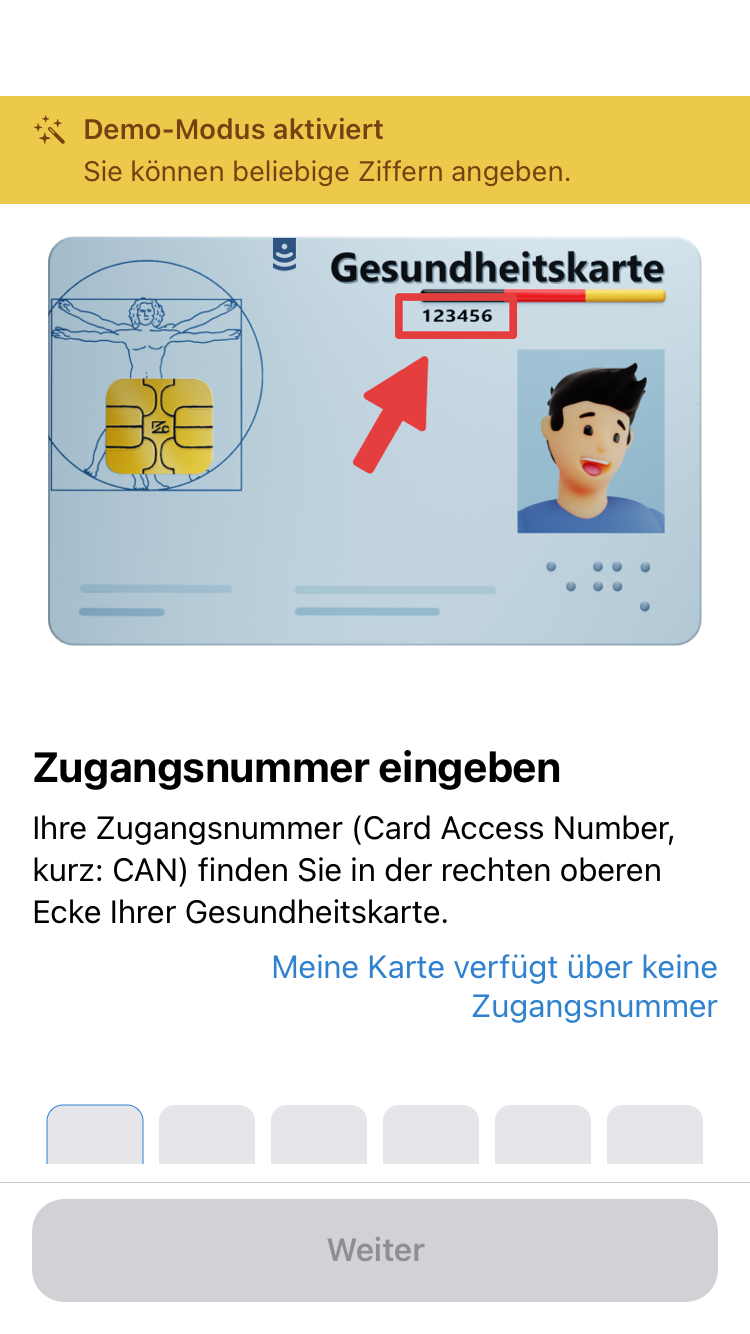 Demo-Modus aktiviert
Sie können beliebige Ziffern angeben.
Gesundheitskarte
123456
Zugangsnummer eingeben
Ihre Zugangsnummer (Card Access Number,
kurz: CAN) finden Sie in der rechten oberen
Ecke Ihrer Gesundheitskarte.
Meine Karte verfügt über keine
Zugangsnummer
Weiter